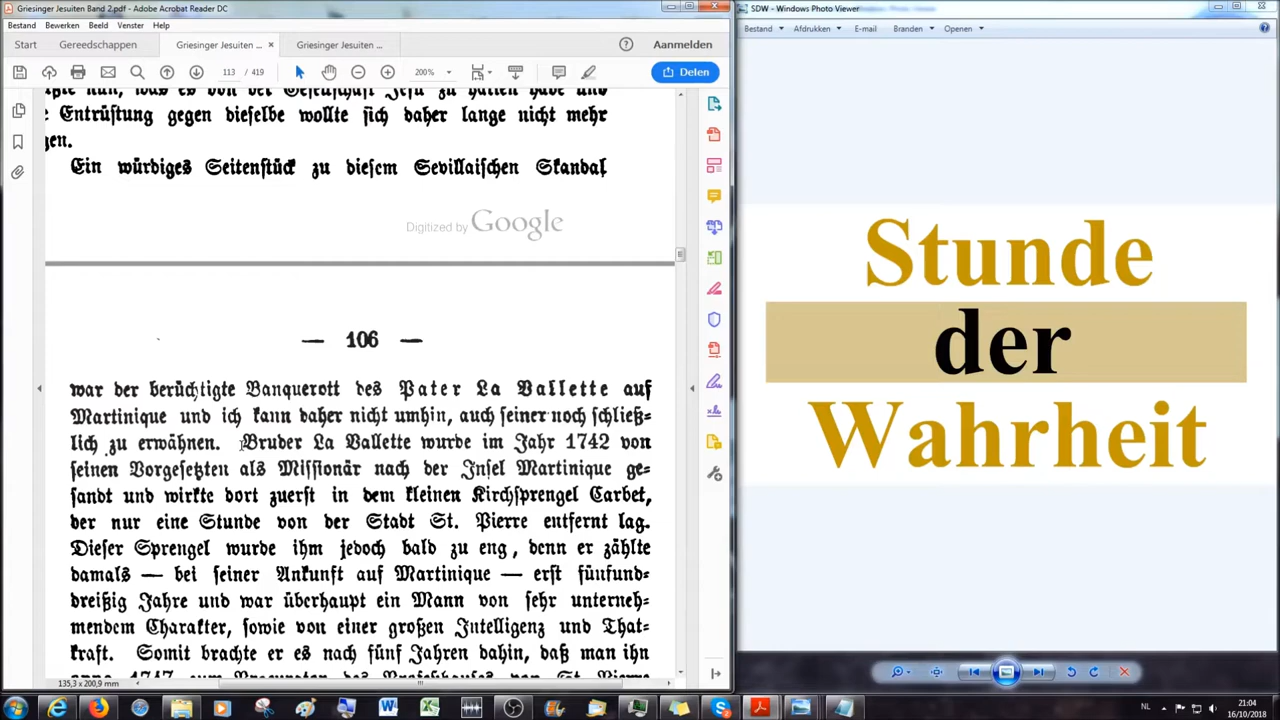 Griesinger Jesuiten Band 2.pdf - Adobe Acrobat Reader DC
Bestand Bewerken Beeld Venster Help
Start Gereedschappen Griesinger Jesuiten ... × Griesinger Jesuiten ... Aanmelden
113 / 419 200% Delen
Entrüstung gegen dieselbe wollte sich daher lange nicht mehr
gen.
Ein würdiges Seitenstück zu diesem Sevillaischen Skandal
Digitized by Google
— 106 —
war der berüchtigte Banquerott des Pater La Vallette auf
Martinique und ich kann daher nicht umhin, auch seiner noch schließ=
lich zu erwähnen. Bruder La Vallette wurde im Jahr 1742 von
seinen Vorgesetzten als Missionär nach der Insel Martinique ge=
sandt und wirkte dort zuerst in dem kleinen Kirchsprengel Carbet,
der nur eine Stunde von der Stadt St. Pierre entfernt lag.
Dieser Sprengel wurde ihm jedoch bald zu eng, denn er zählte
damals — bei seiner Ankunft auf Martinique — erst fünfund=
dreißig Jahre und war überhaupt ein Mann von sehr unterneh=
mendem Charakter, sowie von einer großen Intelligenz und That=
kraft. Somit brachte er es nach fünf Jahren dahin, daß man ihn
135,3 x 200,9 mm
SDW - Windows Photo Viewer
Bestand Afdrukken E-mail Branden Openen
Stunde
der
Wahrheit
NL 21:04
16/10/2018